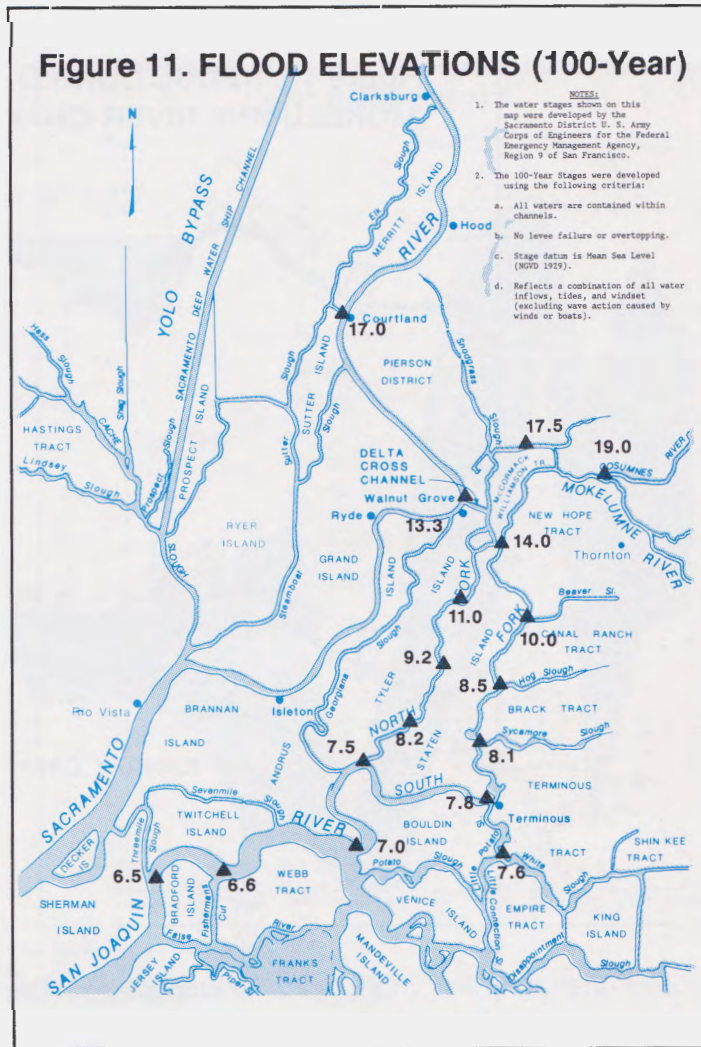 Figure 11. FLOOD ELEVATIONS (100-Year)
NOTES:
1. The water stages shown on this
map were developed by the
Sacramento District U. S. Army
Corps of Engineers for the Federal
Emergency Management Agency,
Region 9 of San Francisco.
2. The 100-Year Stages were developed
using the following criteria:
a. All waters are contained within
channels.
b. No levee failure or overtopping.
c. Stage datum is Mean Sea Level
(NGVD 1929).
d. Reflects a combination of all water
inflows, tides, and windset
(excluding wave action caused by
winds or boats).
N
Clarksburg
YOLO BYPASS
SACRAMENTO DEEP WATER SHIP CHANNEL
Elk Slough
MERRITT ISLAND
RIVER
Hood
Courtland
17.0
PIERSON
DISTRICT
Snodgrass
Slough
Hass
Slough
Shag Slough
CACHE
SLOUGH
HASTINGS
TRACT
Lindsey
Slough
Prospect
Slough
PROSPECT ISLAND
Sutter
Slough
SUTTER ISLAND
Slough
Steamboat
RYER
ISLAND
DELTA
CROSS
CHANNEL
Walnut Grove
Ryde
13.3
MCCORMACK
WILLIAMSON TR.
17.5
19.0
COSUMNES
RIVER
MOKELUMNE
RIVER
NEW HOPE
TRACT
Thornton
14.0
GRAND
ISLAND
ISLAND
ISLAND
FORK
11.0
ISLAND
FORK
Beaver Sl.
10.0
CANAL RANCH
TRACT
Slough
Georgiana
TYLER
9.2
8.5
Hog Slough
BRACK TRACT
NORTH
8.2
STATEN
Sycamore
Slough
8.1
Rio Vista
BRANNAN
ISLAND
Isleton
ANDRUS
7.5
SOUTH
7.8
TERMINOUS
Terminous
TRACT
SACRAMENTO
Sevenmile
Slough
TWITCHELL
ISLAND
RIVER
BOULDIN
ISLAND
7.0
7.6
White
Slough
SHIN KEE
TRACT
Threemile
Slough
DECKER
IS.
6.5
6.6
WEBB
TRACT
Potato
Slough
Little
Potato
Sl.
SHERMAN
ISLAND
BRADFORD
ISLAND
Fishermans
Cut
VENICE
ISLAND
Little Connection Sl.
EMPIRE
TRACT
KING
ISLAND
SAN JOAQUIN
False
River
JERSEY
ISLAND
Piper Sl.
FRANKS
TRACT
MANDEVILLE
ISLAND
Disappointment
Slough